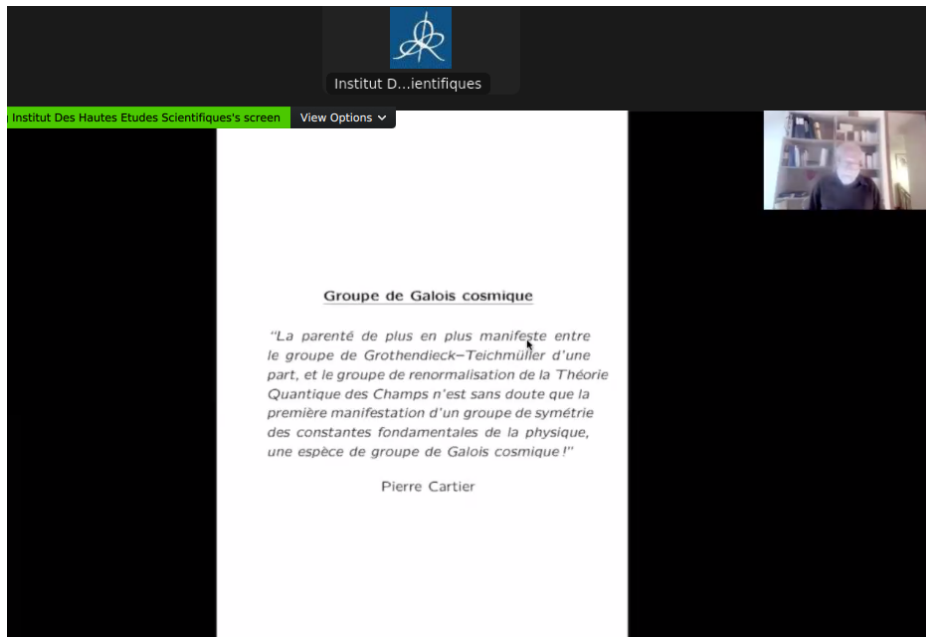 Institut D...ientifiques
Institut Des Hautes Etudes Scientifiques's screen
View Options
Groupe de Galois cosmique
“La parenté de plus en plus manifeste entre
le groupe de Grothendieck–Teichmüller d'une
part, et le groupe de renormalisation de la Théorie
Quantique des Champs n'est sans doute que la
première manifestation d'un groupe de symétrie
des constantes fondamentales de la physique,
une espèce de groupe de Galois cosmique !”
Pierre Cartier